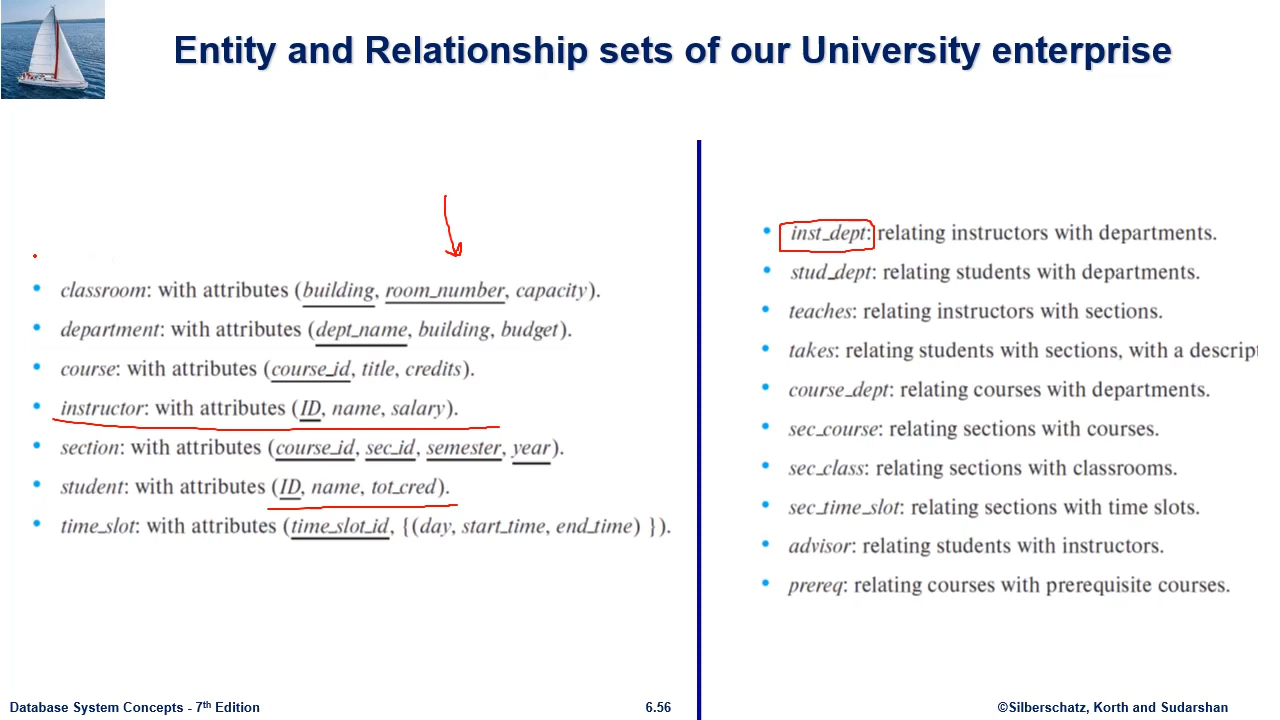 Entity and Relationship sets of our University enterprise
• classroom: with attributes (building, room_number, capacity).
• department: with attributes (dept_name, building, budget).
• course: with attributes (course_id, title, credits).
• instructor: with attributes (ID, name, salary).
• section: with attributes (course_id, sec_id, semester, year).
• student: with attributes (ID, name, tot_cred).
• time_slot: with attributes (time_slot_id, {(day, start_time, end_time) }).
• inst_dept: relating instructors with departments.
• stud_dept: relating students with departments.
• teaches: relating instructors with sections.
• takes: relating students with sections, with a descript
• course_dept: relating courses with departments.
• sec_course: relating sections with courses.
• sec_class: relating sections with classrooms.
• sec_time_slot: relating sections with time slots.
• advisor: relating students with instructors.
• prereq: relating courses with prerequisite courses.
Database System Concepts - 7th Edition
6.56
©Silberschatz, Korth and Sudarshan